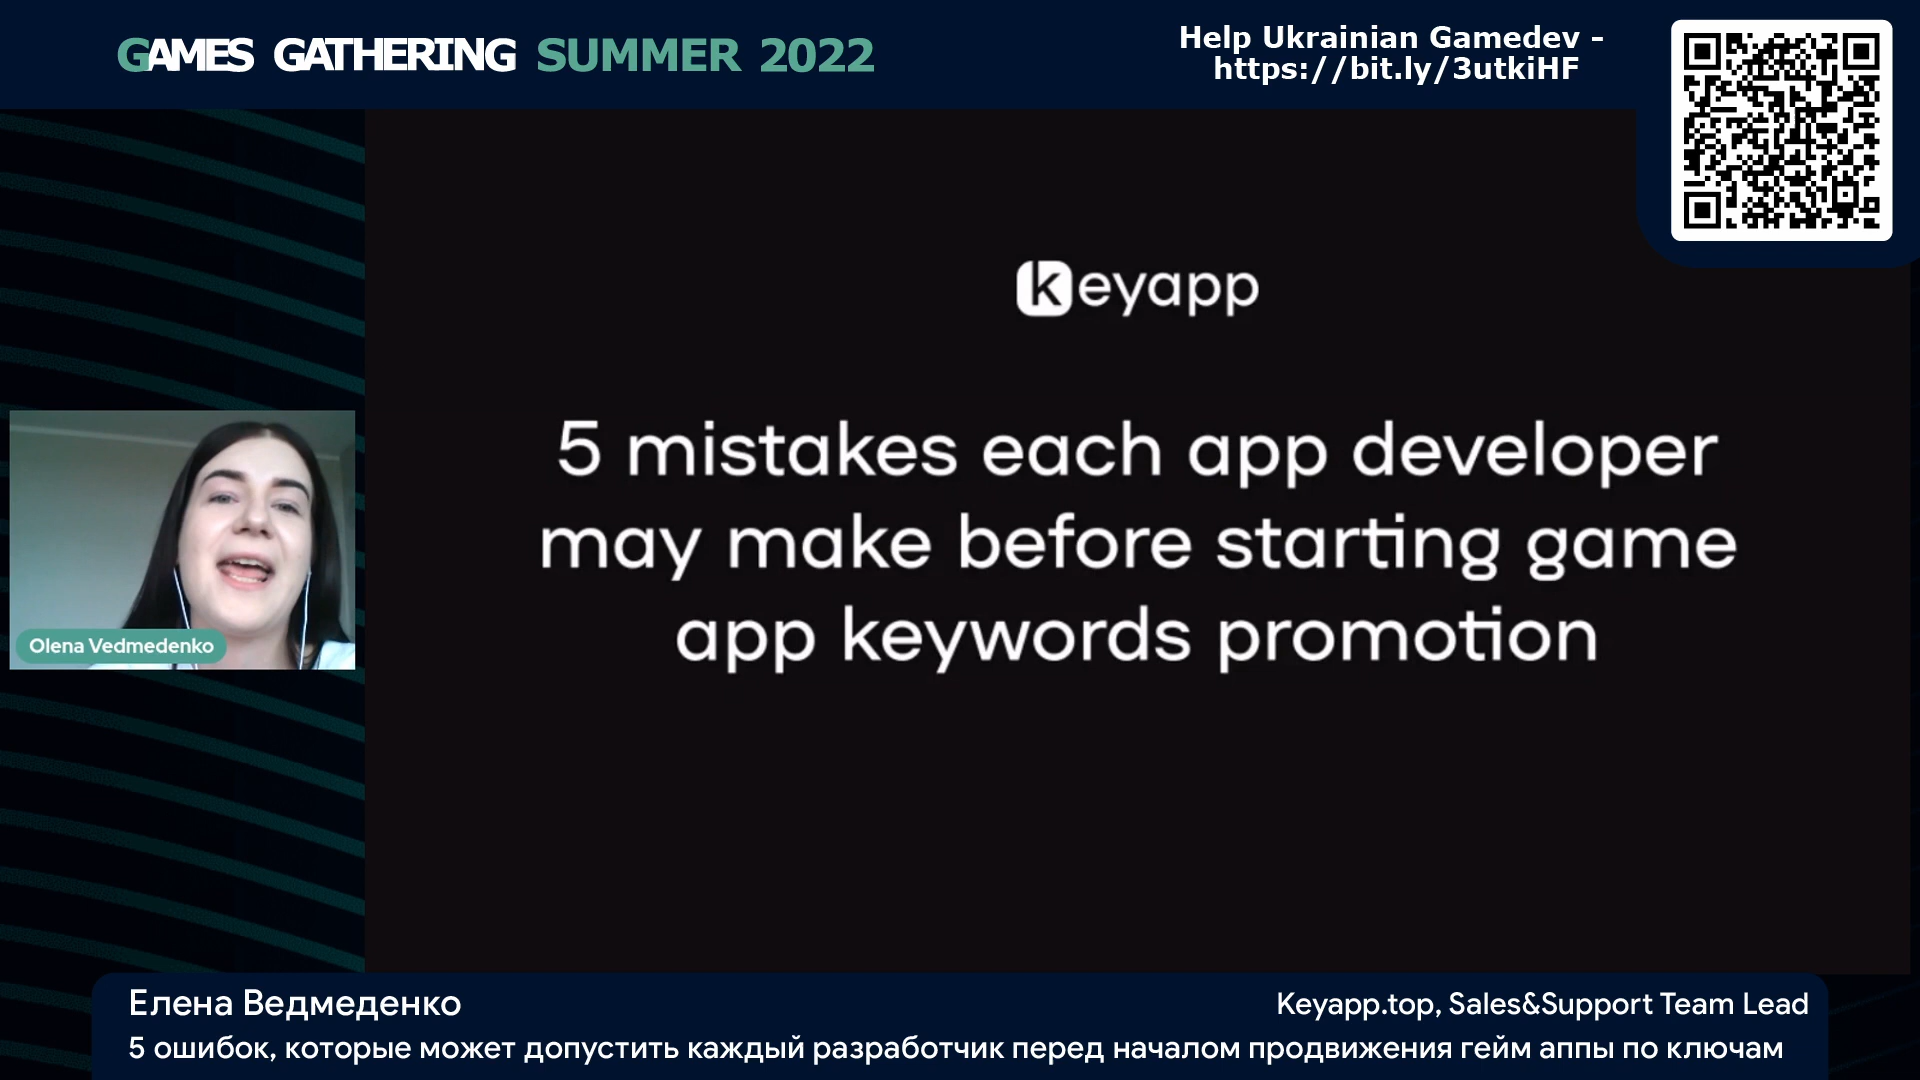 GAMES GATHERING SUMMER 2022
Help Ukrainian Gamedev -
https://bit.ly/3utkiHF
keyapp
5 mistakes each app developer
may make before starting game
app keywords promotion
Olena Vedmedenko
Елена Ведмеденко
Keyapp.top, Sales&Support Team Lead
5 ошибок, которые может допустить каждый разработчик перед началом продвижения гейм аппы по ключам